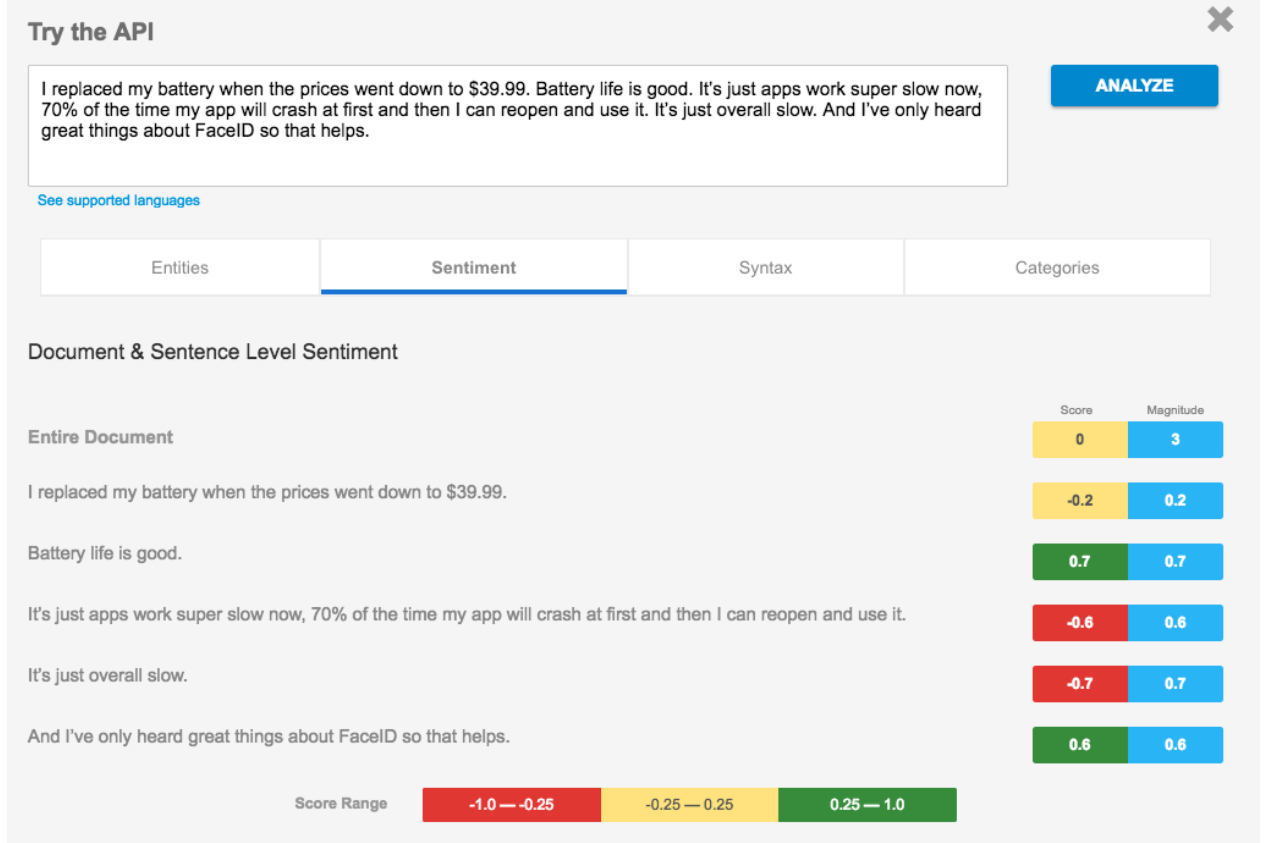 Try the API
I replaced my battery when the prices went down to $39.99. Battery life is good. It’s just apps work super slow now,
70% of the time my app will crash at first and then I can reopen and use it. It’s just overall slow. And I’ve only heard
great things about FaceID so that helps.
ANALYZE
See supported languages
Entities Sentiment Syntax Categories
Document & Sentence Level Sentiment
Score Magnitude
Entire Document 0 3
I replaced my battery when the prices went down to $39.99. -0.2 0.2
Battery life is good. 0.7 0.7
It’s just apps work super slow now, 70% of the time my app will crash at first and then I can reopen and use it. -0.6 0.6
It’s just overall slow. -0.7 0.7
And I’ve only heard great things about FaceID so that helps. 0.6 0.6
Score Range -1.0 — -0.25 -0.25 — 0.25 0.25 — 1.0